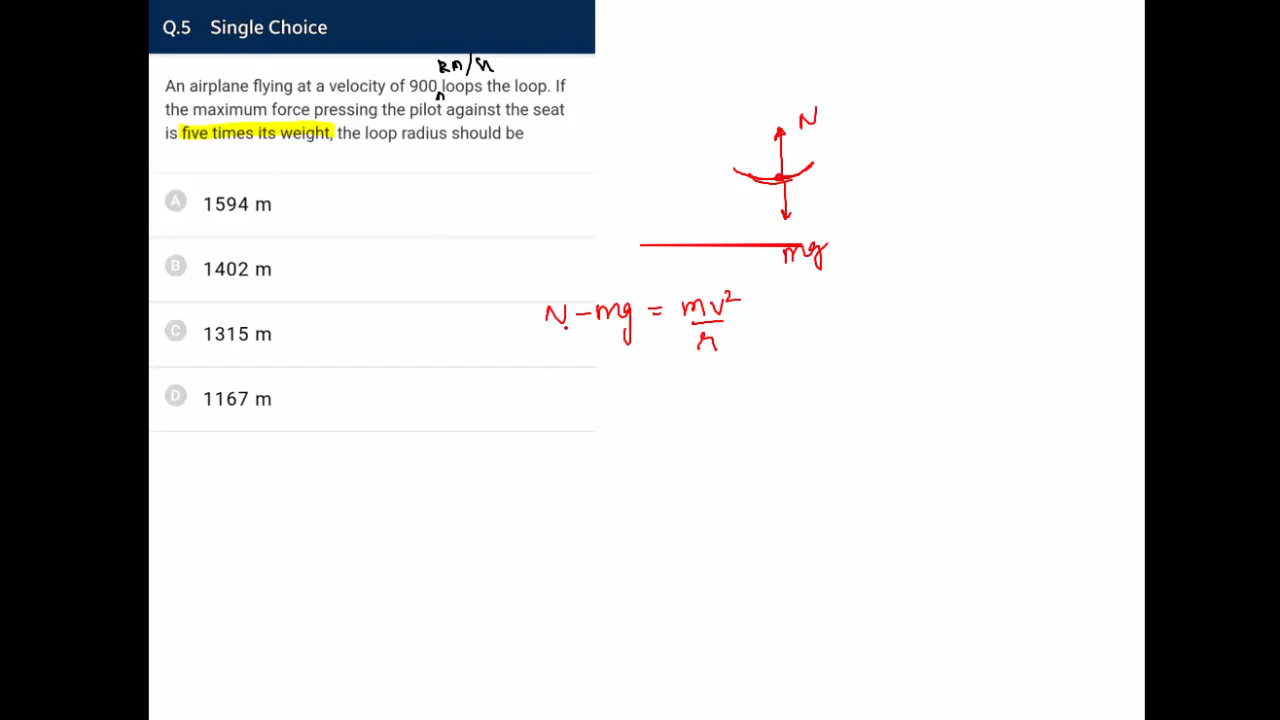 Q.5 Single Choice
km/h
An airplane flying at a velocity of 900 loops the loop. If
the maximum force pressing the pilot against the seat
is five times its weight, the loop radius should be
A 1594 m
B 1402 m
C 1315 m
D 1167 m
N
mg
N - mg = mv²
r